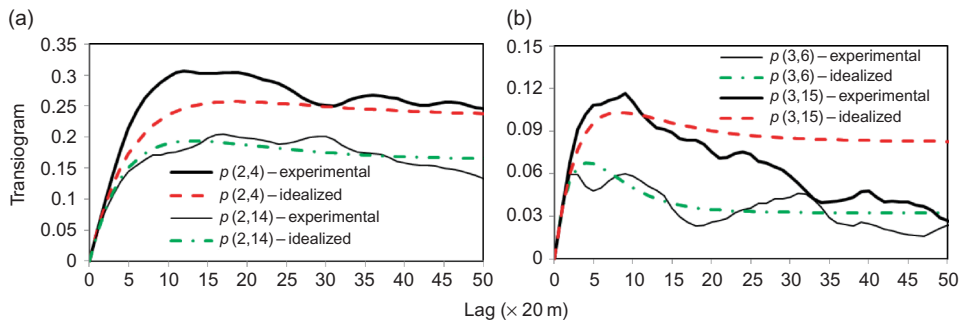 (a)
Transiogram
0.35
0.3
0.25
0.2
0.15
0.1
0.05
0
p (2,4) – experimental
p (2,4) – idealized
p (2,14) – experimental
p (2,14) – idealized
0 5 10 15 20 25 30 35 40 45 50
(b)
0.15
0.12
0.09
0.06
0.03
0.00
p (3,6) – experimental
p (3,6) – idealized
p (3,15) – experimental
p (3,15) – idealized
0 5 10 15 20 25 30 35 40 45 50
Lag (× 20 m)